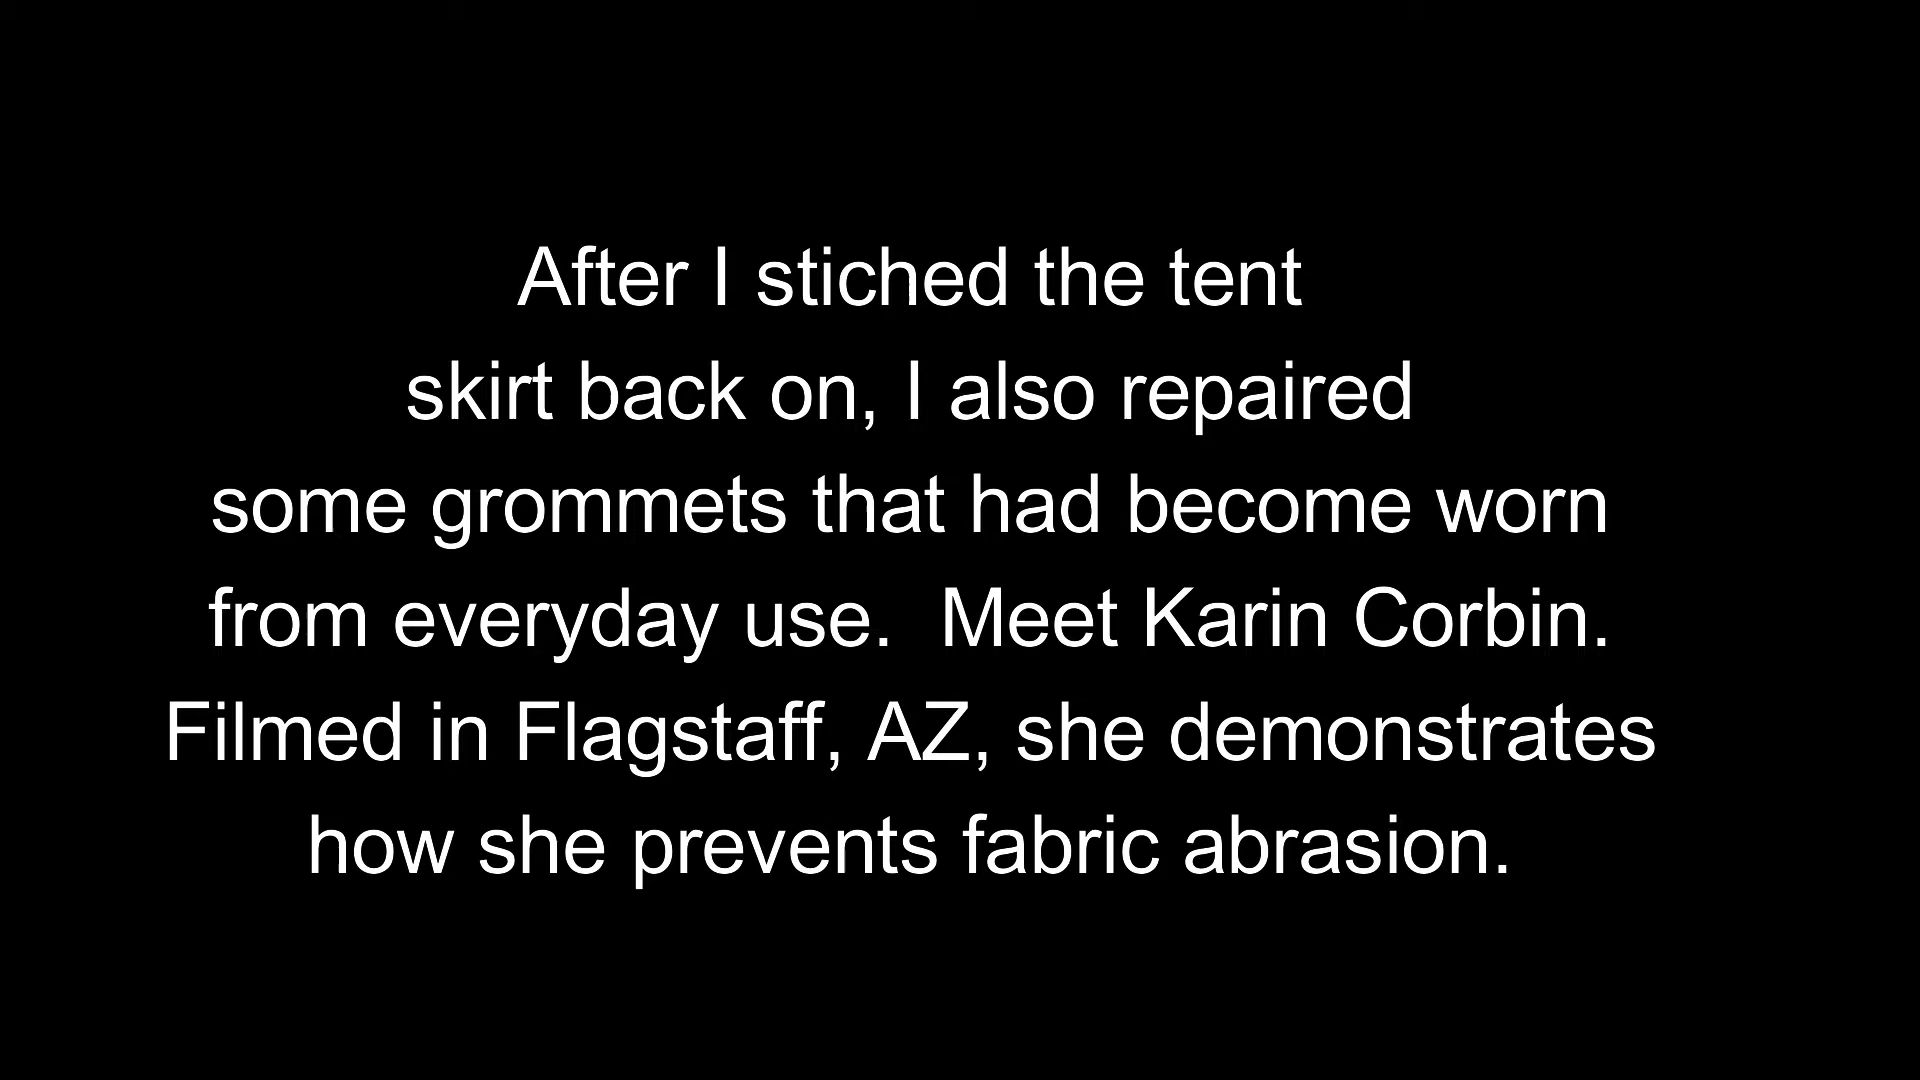 After I stiched the tent
skirt back on, I also repaired
some grommets that had become worn
from everyday use.  Meet Karin Corbin.
Filmed in Flagstaff, AZ, she demonstrates
how she prevents fabric abrasion.